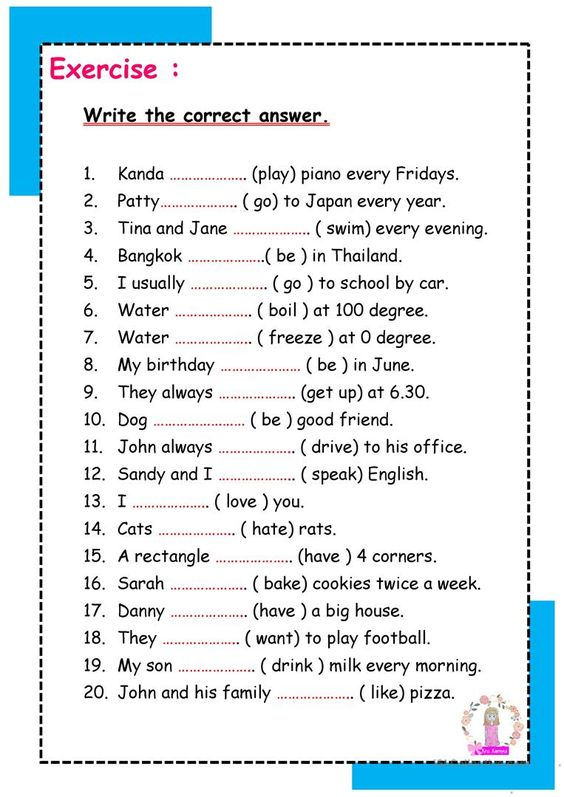 Exercise :
Write the correct answer.
1. Kanda ……………….. (play) piano every Fridays.
2. Patty……………….. ( go) to Japan every year.
3. Tina and Jane ……………….. ( swim) every evening.
4. Bangkok ………………..( be ) in Thailand.
5. I usually ……………….. ( go ) to school by car.
6. Water ……………….. ( boil ) at 100 degree.
7. Water ……………….. ( freeze ) at 0 degree.
8. My birthday ………………… ( be ) in June.
9. They always ……………….. (get up) at 6.30.
10. Dog …………………… ( be ) good friend.
11. John always ……………….. ( drive) to his office.
12. Sandy and I ……………….. ( speak) English.
13. I ……………….. ( love ) you.
14. Cats ……………….. ( hate) rats.
15. A rectangle ……………….. (have ) 4 corners.
16. Sarah ……………….. ( bake) cookies twice a week.
17. Danny ……………….. (have ) a big house.
18. They ……………….. ( want) to play football.
19. My son ……………….. ( drink ) milk every morning.
20. John and his family ……………….. ( like) pizza.